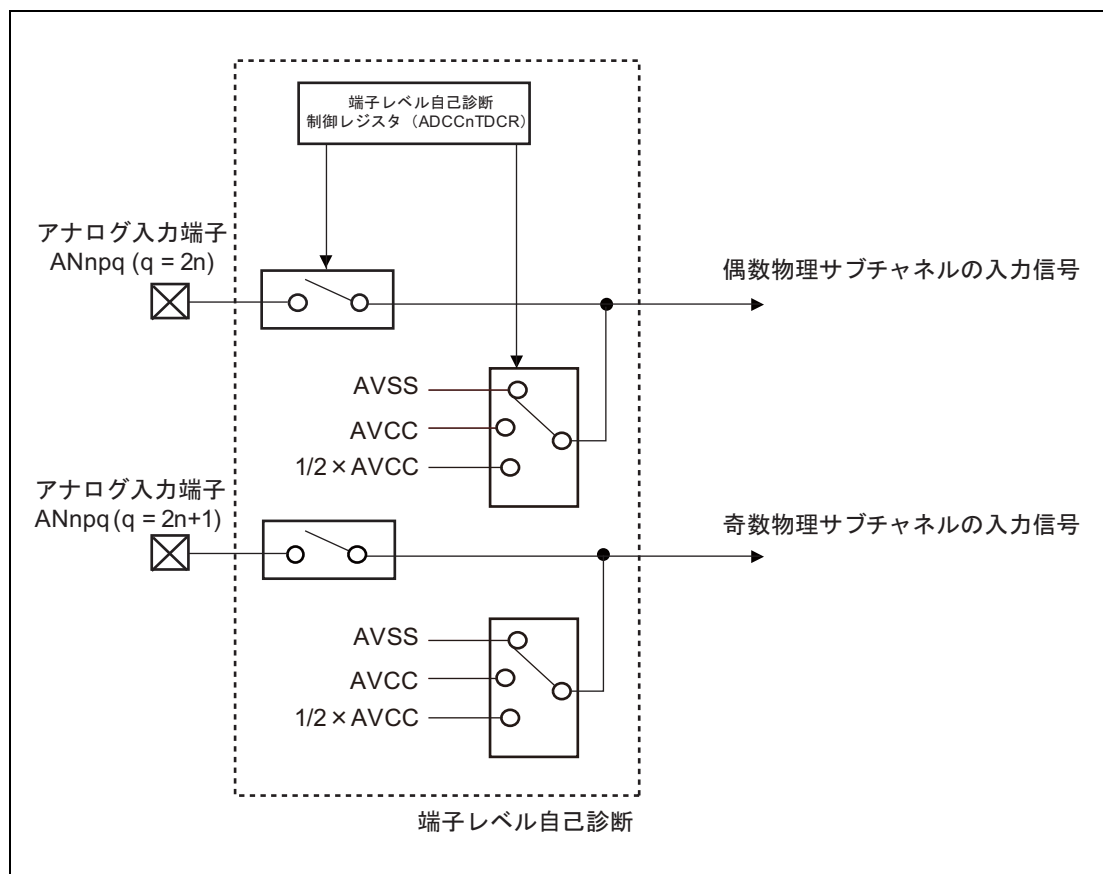 端子レベル自己診断
制御レジスタ（ADCCnTDCR）
アナログ入力端子
ANnpq (q = 2n)
偶数物理サブチャネルの入力信号
AVSS
AVCC
1/2×AVCC
アナログ入力端子
ANnpq (q = 2n+1)
奇数物理サブチャネルの入力信号
AVSS
AVCC
1/2×AVCC
端子レベル自己診断